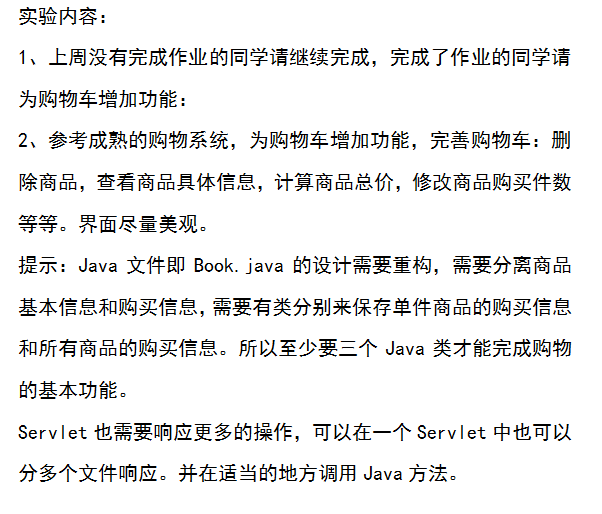 实验内容：
1、上周没有完成作业的同学请继续完成，完成了作业的同学请
为购物车增加功能：
2、参考成熟的购物系统，为购物车增加功能，完善购物车：删
除商品，查看商品具体信息，计算商品总价，修改商品购买件数
等等。界面尽量美观。
提示：Java 文件即 Book.java 的设计需要重构，需要分离商品
基本信息和购买信息，需要有类分别来保存单件商品的购买信息
和所有商品的购买信息。所以至少要三个 Java 类才能完成购物
的基本功能。
Servlet 也需要响应更多的操作，可以在一个 Servlet 中也可以
分多个文件响应。并在适当的地方调用 Java 方法。